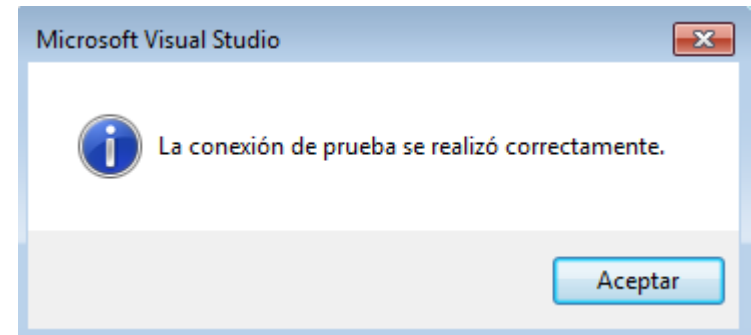 Microsoft Visual Studio
La conexión de prueba se realizó correctamente.
Aceptar